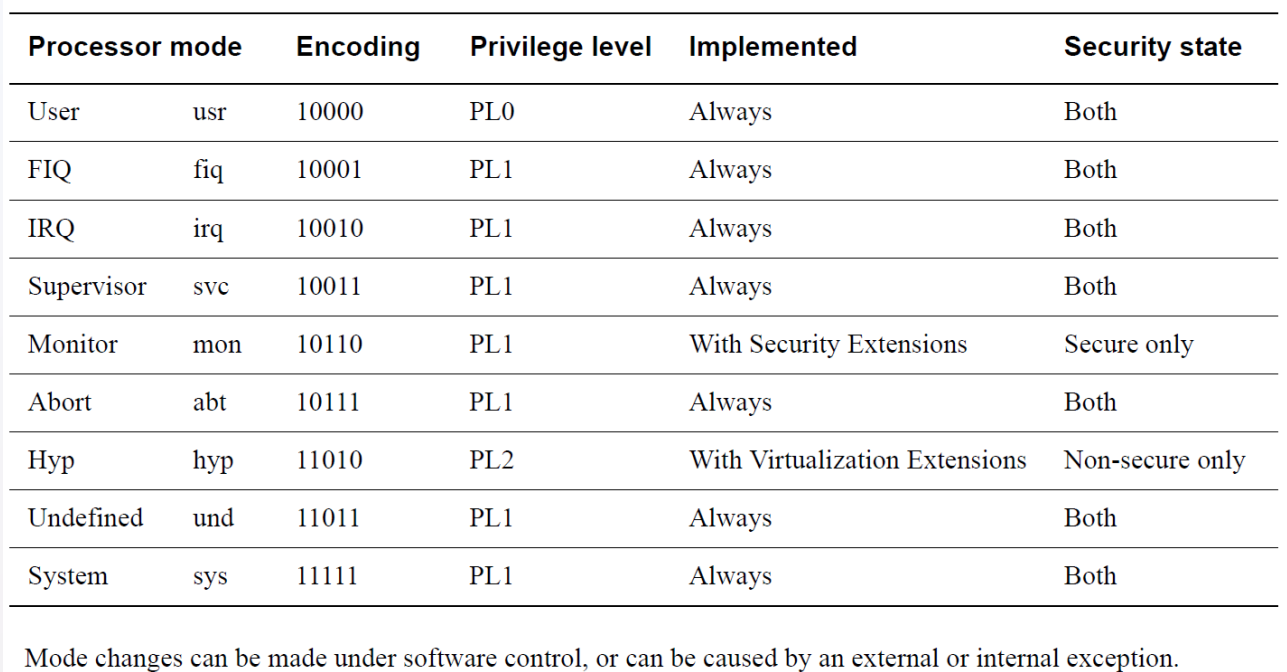 Processor mode Encoding Privilege level Implemented Security state
User usr 10000 PL0 Always Both
FIQ fiq 10001 PL1 Always Both
IRQ irq 10010 PL1 Always Both
Supervisor svc 10011 PL1 Always Both
Monitor mon 10110 PL1 With Security Extensions Secure only
Abort abt 10111 PL1 Always Both
Hyp hyp 11010 PL2 With Virtualization Extensions Non-secure only
Undefined und 11011 PL1 Always Both
System sys 11111 PL1 Always Both
Mode changes can be made under software control, or can be caused by an external or internal exception.